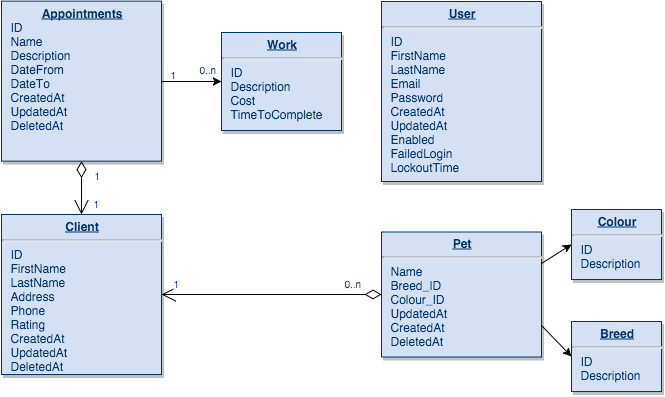 Appointments
ID
Name
Description
DateFrom
DateTo
CreatedAt
UpdatedAt
DeletedAt
1
0..n
Work
ID
Description
Cost
TimeToComplete
User
ID
FirstName
LastName
Email
Password
CreatedAt
UpdatedAt
Enabled
FailedLogin
LockoutTime
1
1
Client
ID
FirstName
LastName
Address
Phone
Rating
CreatedAt
UpdatedAt
DeletedAt
1
0..n
Pet
Name
Breed_ID
Colour_ID
UpdatedAt
CreatedAt
DeletedAt
Colour
ID
Description
Breed
ID
Description